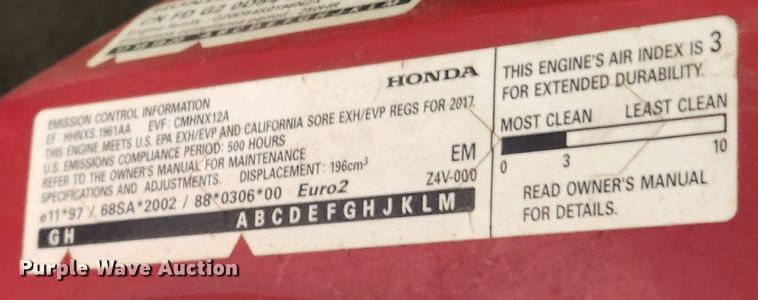 CN FD G2
HONDA
EMISSION CONTROL INFORMATION
EF: HHNXS.1961AA EVF: CMHNX12A
THIS ENGINE MEETS U.S. EPA EXH/EVP AND CALIFORNIA SORE EXH/EVP REGS FOR 2017.
U.S. EMISSIONS COMPLIANCE PERIOD: 500 HOURS
REFER TO THE OWNER'S MANUAL FOR MAINTENANCE
SPECIFICATIONS AND ADJUSTMENTS. DISPLACEMENT: 196cm³
EM
e11*97 / 68SA*2002 / 88*0306*00 Euro2
Z4V-000
GH ABCDEFGHJKLM
THIS ENGINE'S AIR INDEX IS 3
FOR EXTENDED DURABILITY.
MOST CLEAN LEAST CLEAN
0 3 10
READ OWNER'S MANUAL
FOR DETAILS.
Purple Wave Auction